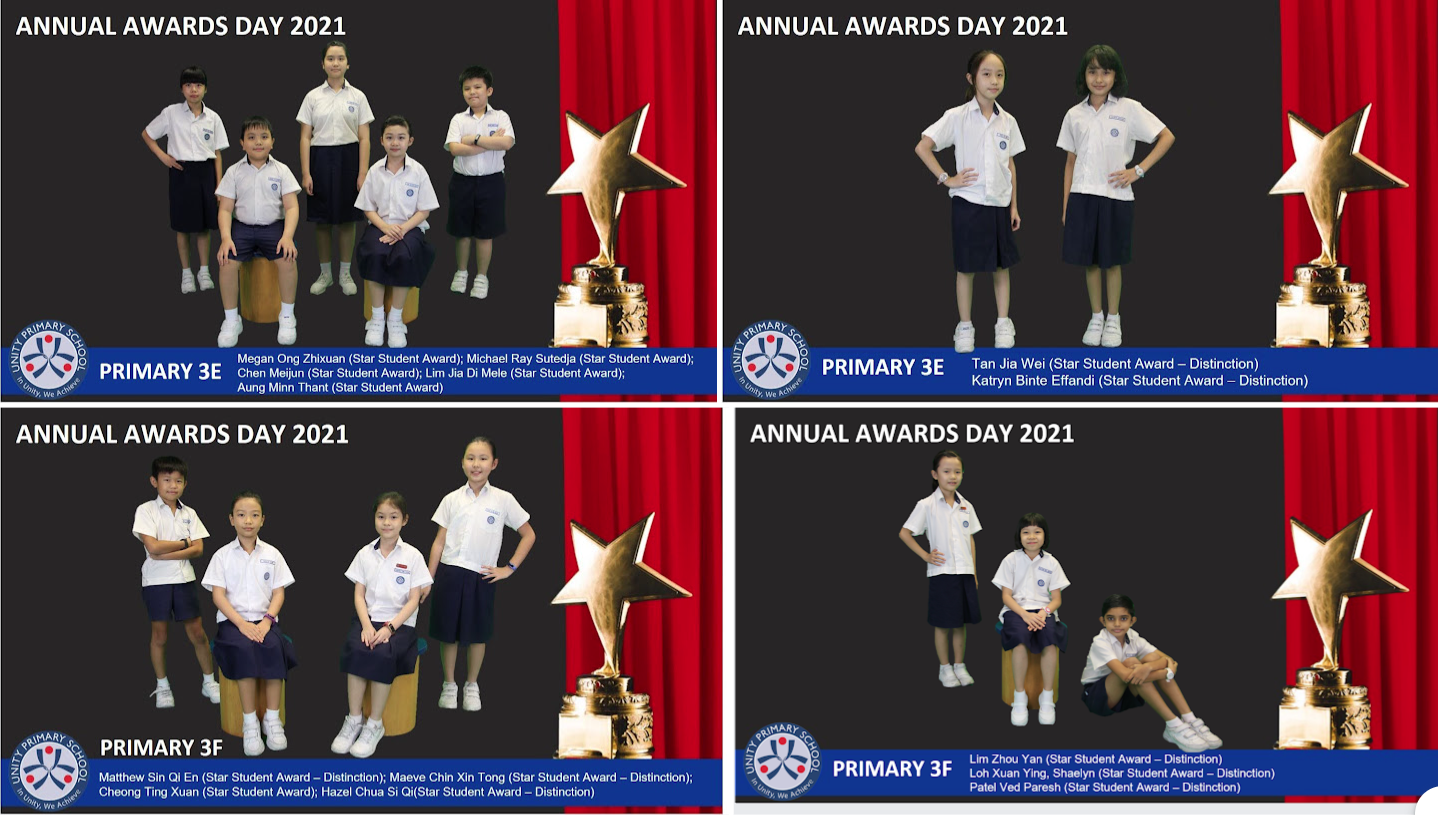 ANNUAL AWARDS DAY 2021
UNITY PRIMARY SCHOOL
In Unity, We Achieve
PRIMARY 3E
Megan Ong Zhixuan (Star Student Award); Michael Ray Sutedja (Star Student Award);
Chen Meijun (Star Student Award); Lim Jia Di Mele (Star Student Award);
Aung Minn Thant (Star Student Award)
ANNUAL AWARDS DAY 2021
UNITY PRIMARY SCHOOL
In Unity, We Achieve
PRIMARY 3E
Tan Jia Wei (Star Student Award – Distinction)
Katryn Binte Effandi (Star Student Award – Distinction)
ANNUAL AWARDS DAY 2021
PRIMARY 3F
UNITY PRIMARY SCHOOL
In Unity, We Achieve
Matthew Sin Qi En (Star Student Award – Distinction); Maeve Chin Xin Tong (Star Student Award – Distinction);
Cheong Ting Xuan (Star Student Award); Hazel Chua Si Qi(Star Student Award – Distinction)
ANNUAL AWARDS DAY 2021
UNITY PRIMARY SCHOOL
In Unity, We Achieve
PRIMARY 3F
Lim Zhou Yan (Star Student Award – Distinction)
Loh Xuan Ying, Shaelyn (Star Student Award – Distinction)
Patel Ved Paresh (Star Student Award – Distinction)